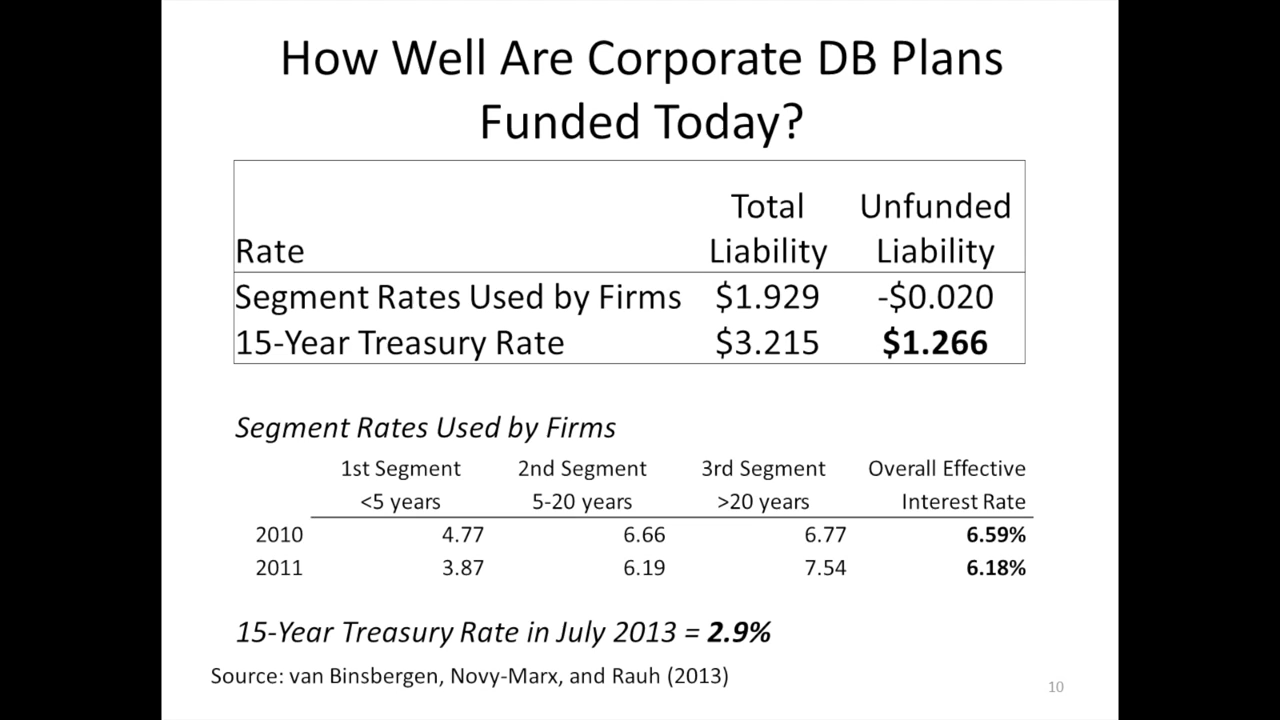 How Well Are Corporate DB Plans
Funded Today?
Total Unfunded
Rate Liability Liability
Segment Rates Used by Firms $1.929 -$0.020
15-Year Treasury Rate $3.215 $1.266
Segment Rates Used by Firms
1st Segment 2nd Segment 3rd Segment Overall Effective
<5 years 5-20 years >20 years Interest Rate
2010 4.77 6.66 6.77 6.59%
2011 3.87 6.19 7.54 6.18%
15-Year Treasury Rate in July 2013 = 2.9%
Source: van Binsbergen, Novy-Marx, and Rauh (2013)
10